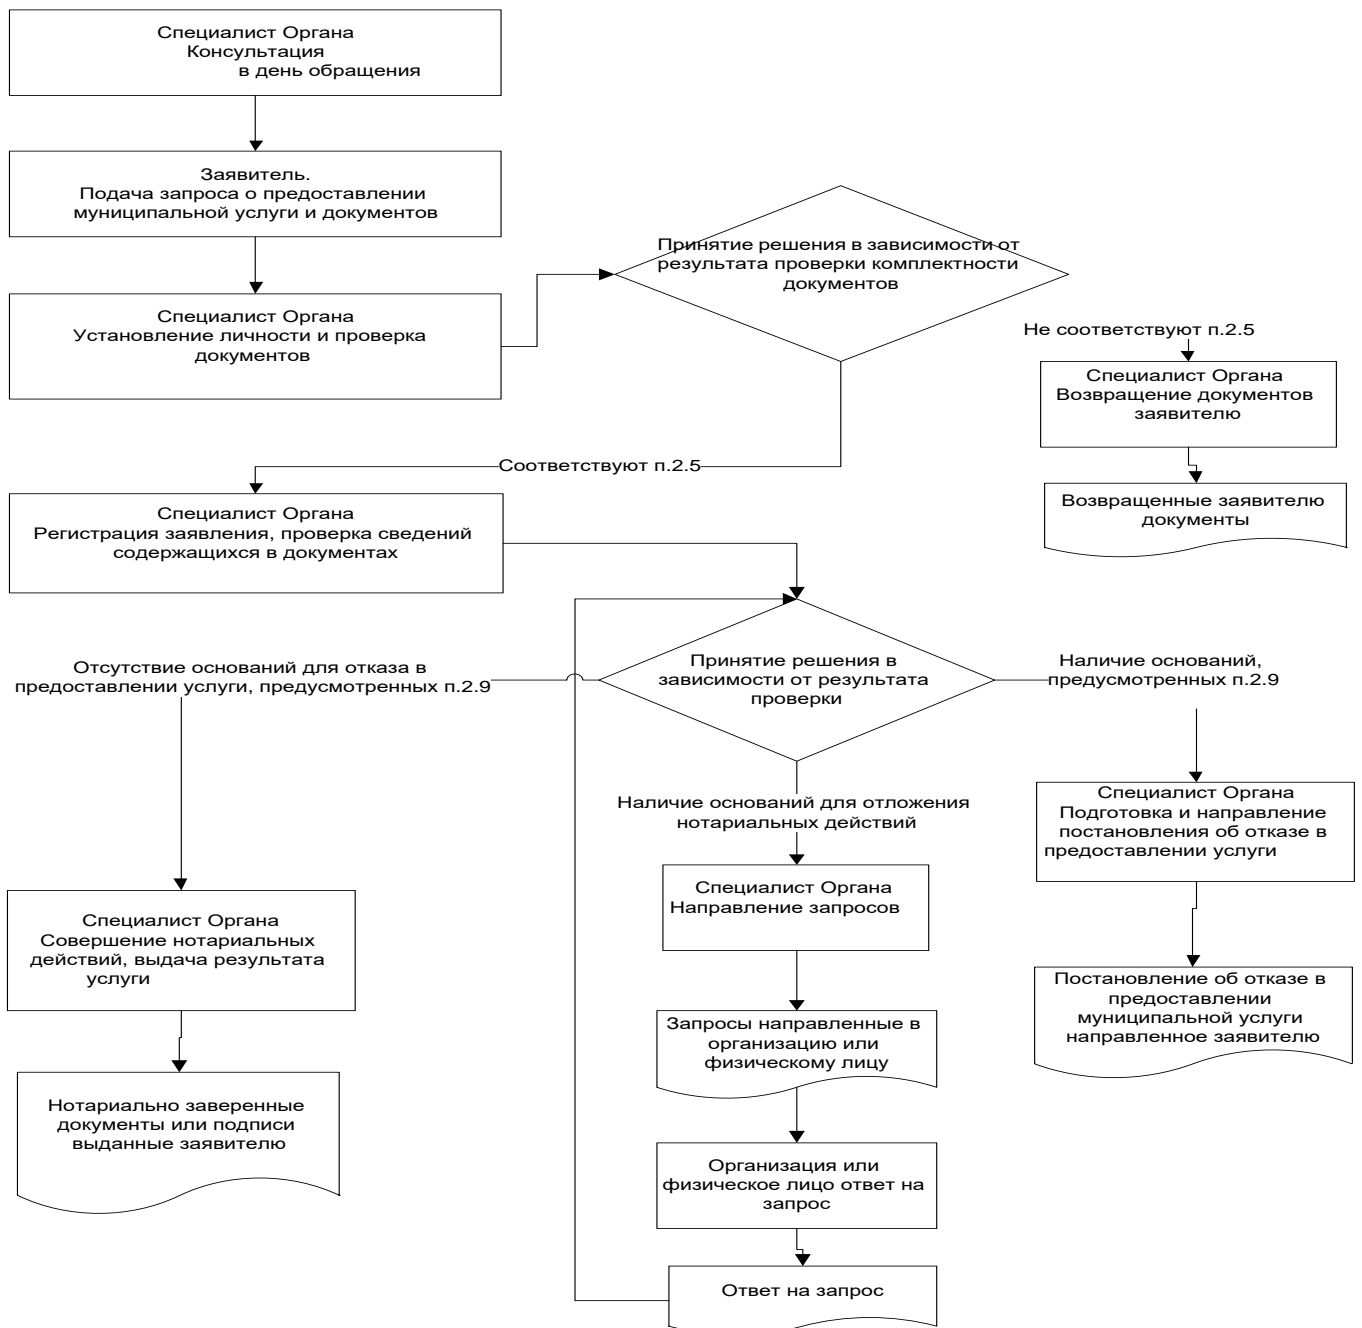 Специалист Органа
Консультация
в день обращения
Заявитель.
Подача запроса о предоставлении
муниципальной услуги и документов
Специалист Органа
Установление личности и проверка
документов
Принятие решения в зависимости от
результата проверки комплектности
документов
Не соответствуют п.2.5
Специалист Органа
Возвращение документов
заявителю
Возвращенные заявителю
документы
Соответствуют п.2.5
Специалист Органа
Регистрация заявления, проверка сведений
содержащихся в документах
Принятие решения в
зависимости от результата
проверки
Отсутствие оснований для отказа в
предоставлении услуги, предусмотренных п.2.9
Наличие оснований,
предусмотренных п.2.9
Наличие оснований для отложения
нотариальных действий
Специалист Органа
Подготовка и направление
постановления об отказе в
предоставлении услуги
Специалист Органа
Направление запросов
Специалист Органа
Совершение нотариальных
действий, выдача результата
услуги
Постановление об отказе в
предоставлении
муниципальной услуги
направленное заявителю
Запросы направленные в
организацию или
физическому лицу
Нотариально заверенные
документы или подписи
выданные заявителю
Организация или
физическое лицо ответ на
запрос
Ответ на запрос